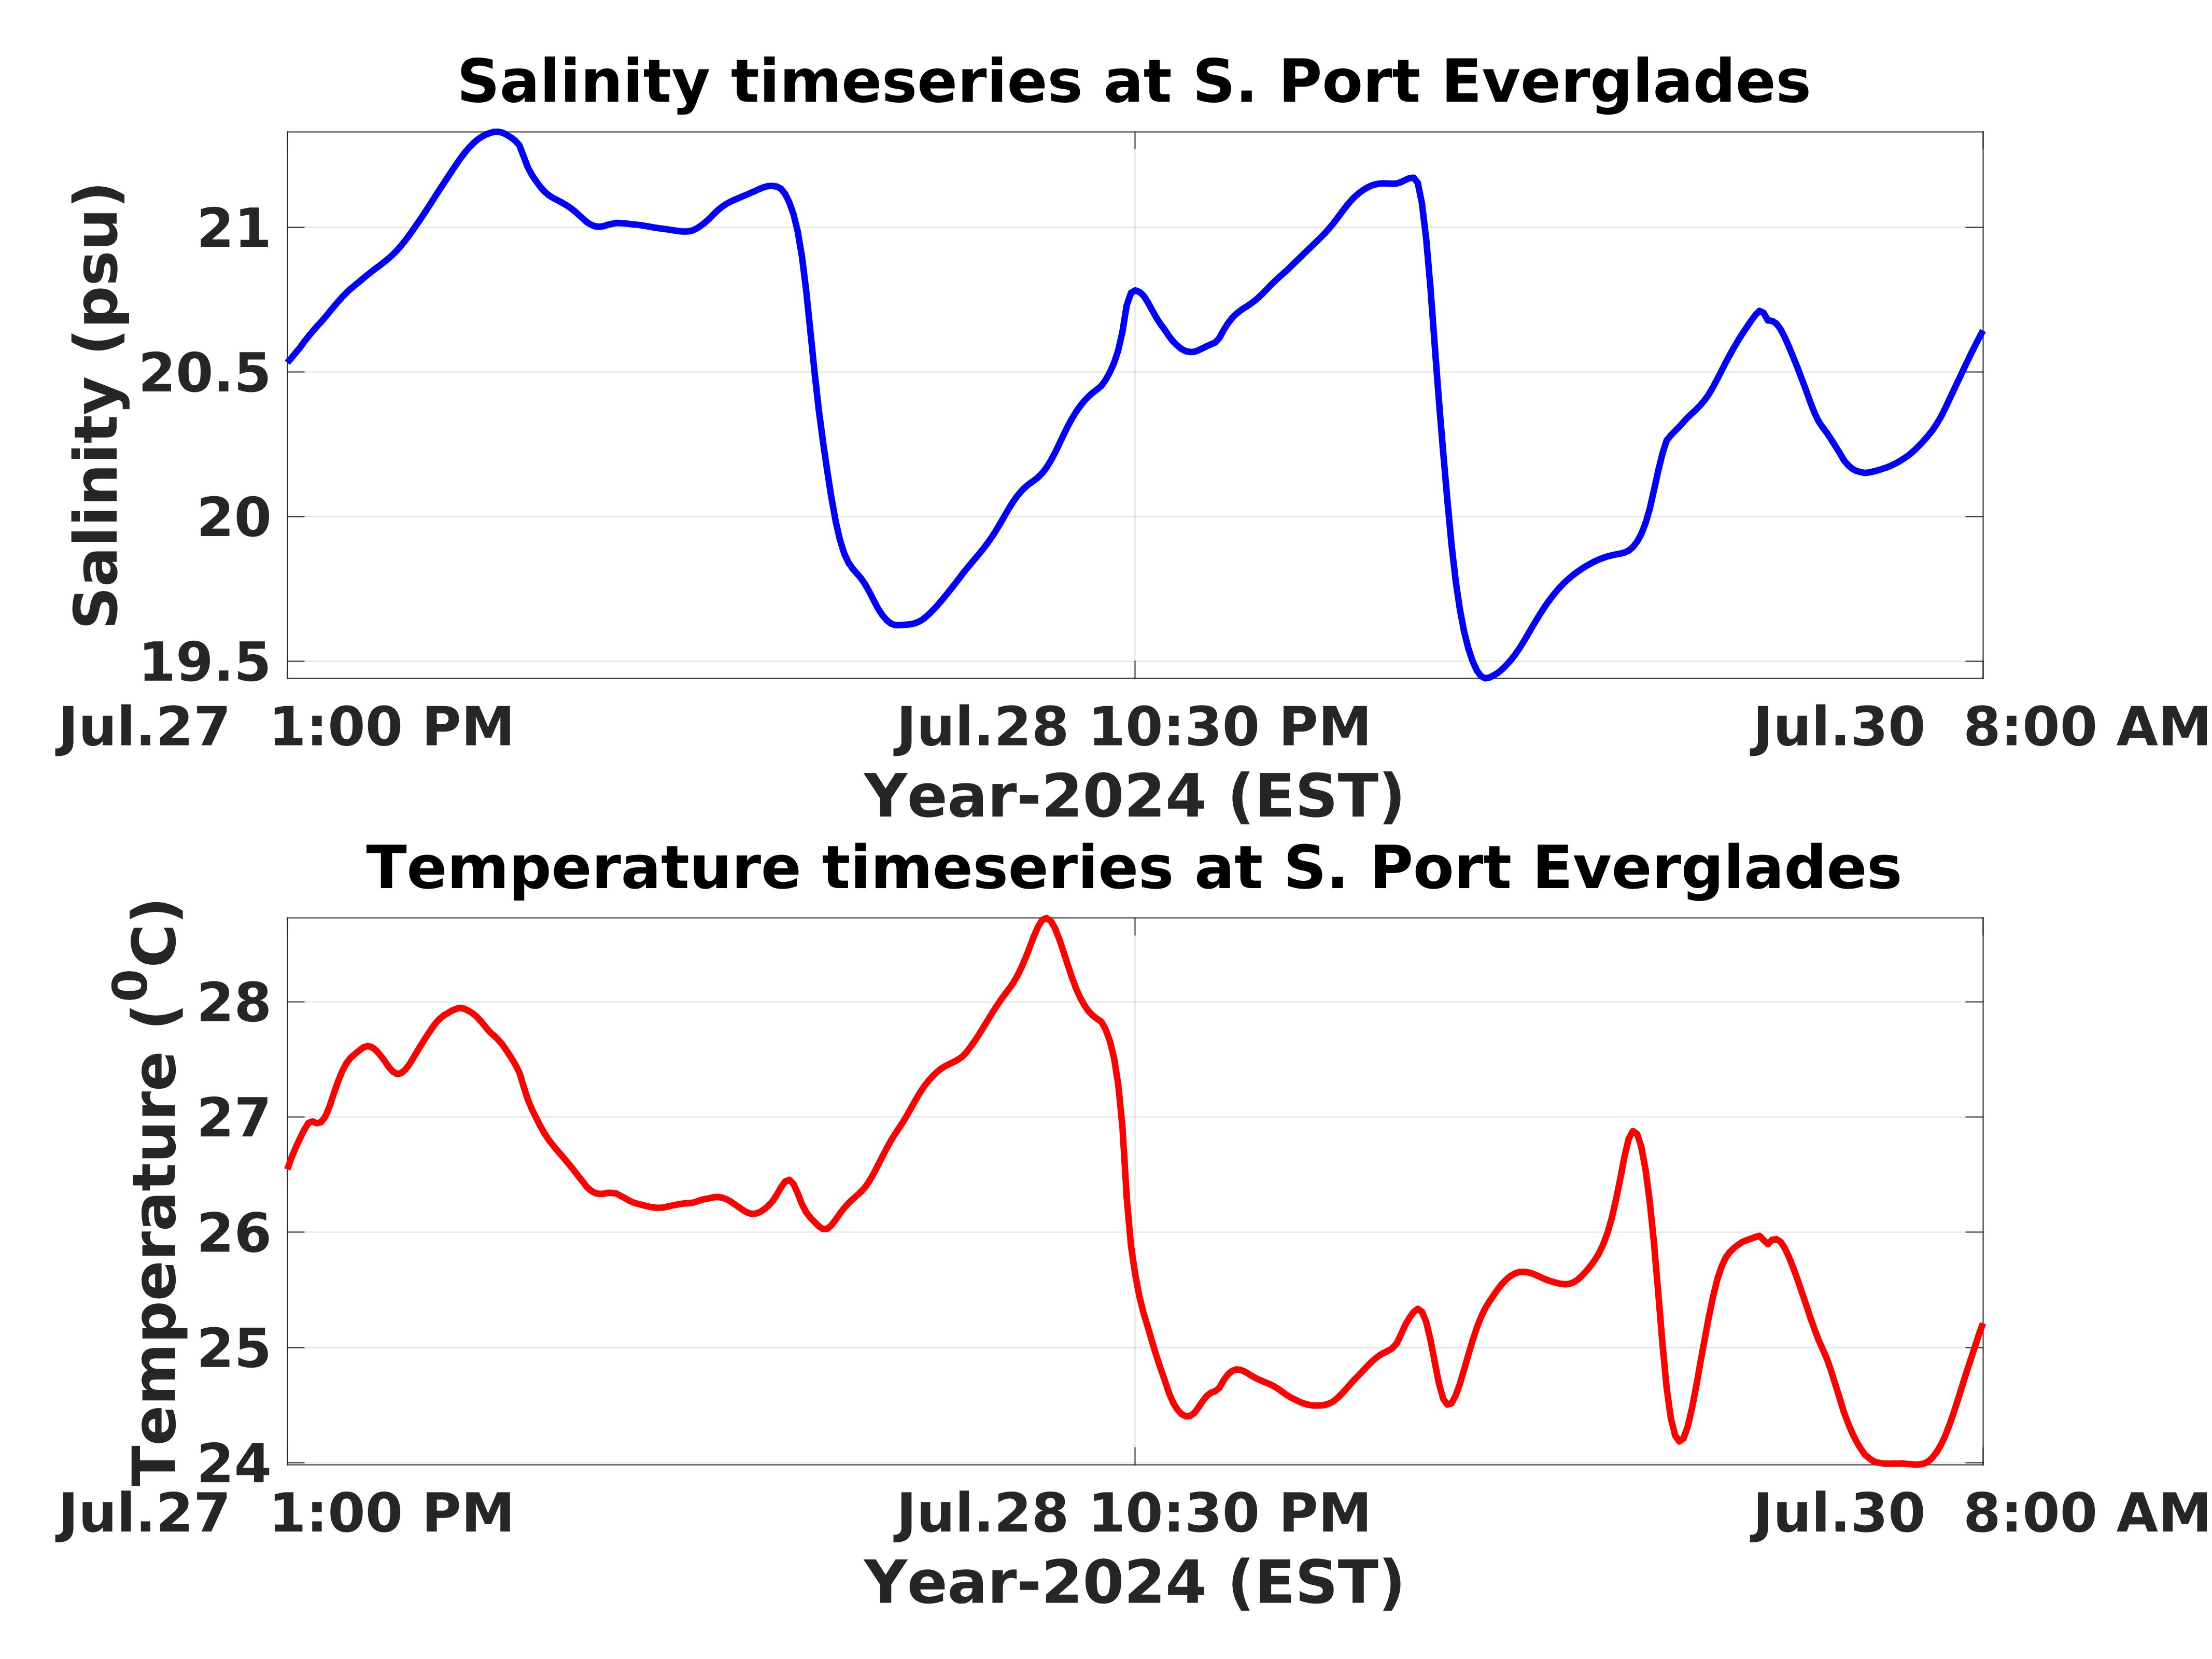 Salinity timeseries at S. Port Everglades
Salinity (psu)
21
20.5
20
19.5
Jul.27  1:00 PM
Jul.28 10:30 PM
Jul.30  8:00 AM
Year-2024 (EST)
Temperature timeseries at S. Port Everglades
Temperature (⁰C)
28
27
26
25
24
Jul.27  1:00 PM
Jul.28 10:30 PM
Jul.30  8:00 AM
Year-2024 (EST)